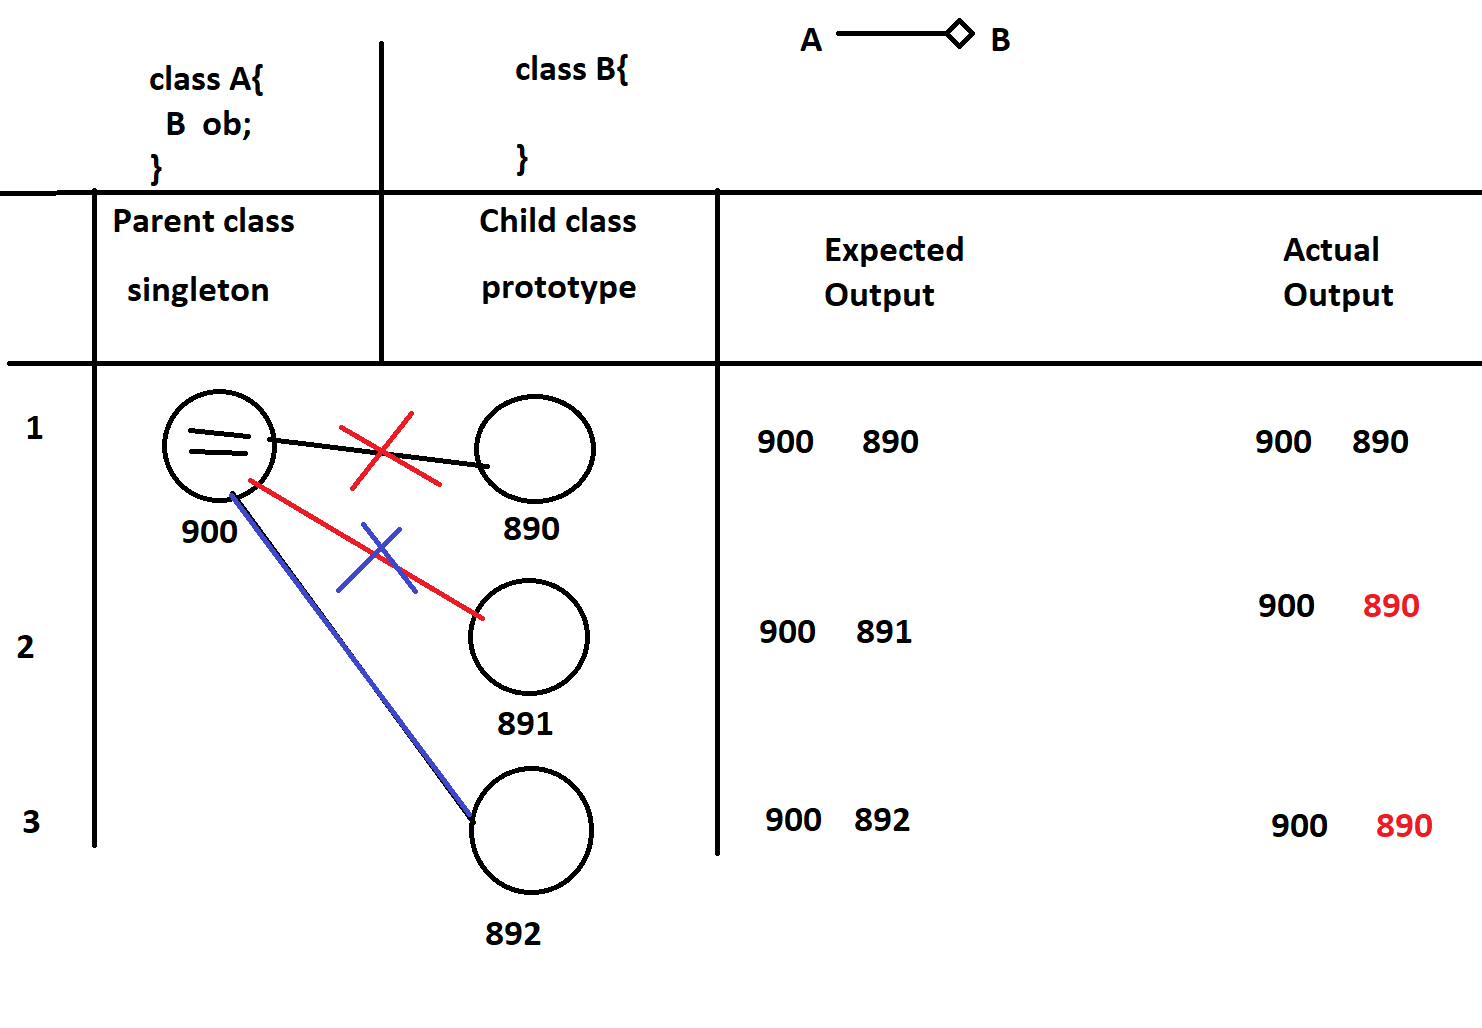 class A{
B ob;
}
class B{
}
A B
Parent class
singleton
Child class
prototype
Expected
Output
Actual
Output
1
900
890
900 890
900 890
2
891
900 891
900 890
3
892
900 892
900 890